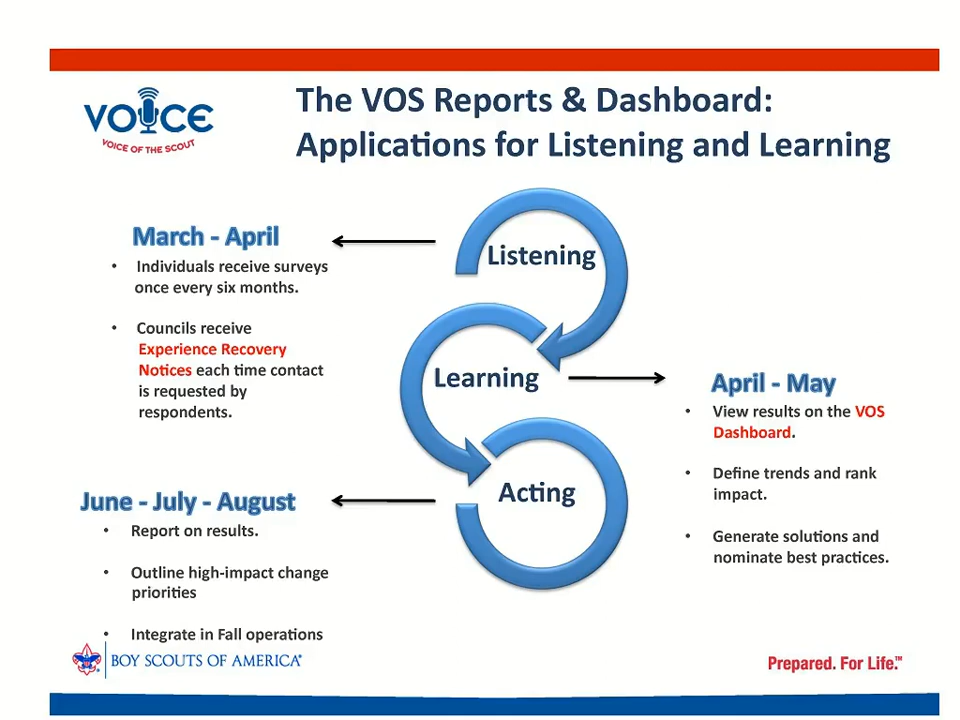 VOICE
VOICE OF THE SCOUT
The VOS Reports & Dashboard:
Applications for Listening and Learning
March - April
• Individuals receive surveys
once every six months.
• Councils receive
Experience Recovery
Notices each time contact
is requested by
respondents.
Listening
Learning
April - May
• View results on the VOS
Dashboard.
• Define trends and rank
impact.
• Generate solutions and
nominate best practices.
Acting
June - July - August
• Report on results.
• Outline high-impact change
priorities
• Integrate in Fall operations
BOY SCOUTS OF AMERICA®
Prepared. For Life.™